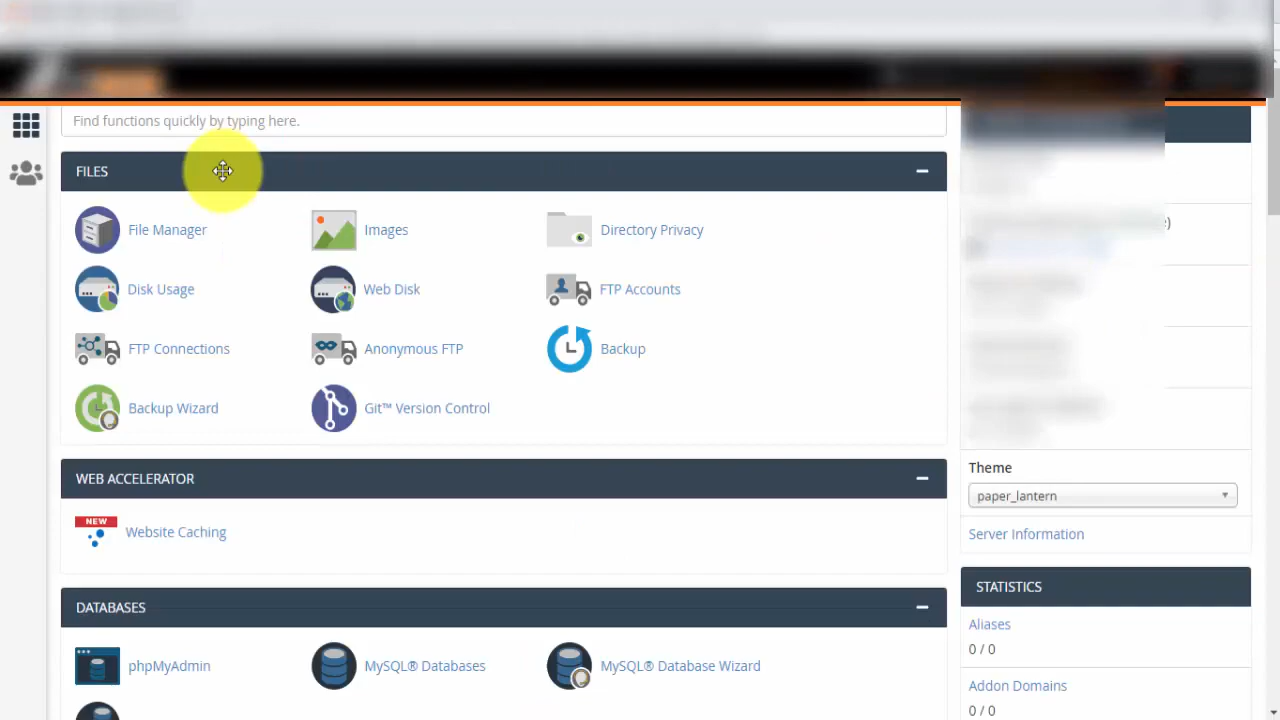 Find functions quickly by typing here.
FILES
File Manager
Images
Directory Privacy
Disk Usage
Web Disk
FTP Accounts
FTP Connections
Anonymous FTP
Backup
Backup Wizard
Git™ Version Control
WEB ACCELERATOR
NEW
Website Caching
DATABASES
phpMyAdmin
MySQL® Databases
MySQL® Database Wizard
)
Theme
paper_lantern
Server Information
STATISTICS
Aliases
0 / 0
Addon Domains
0 / 0